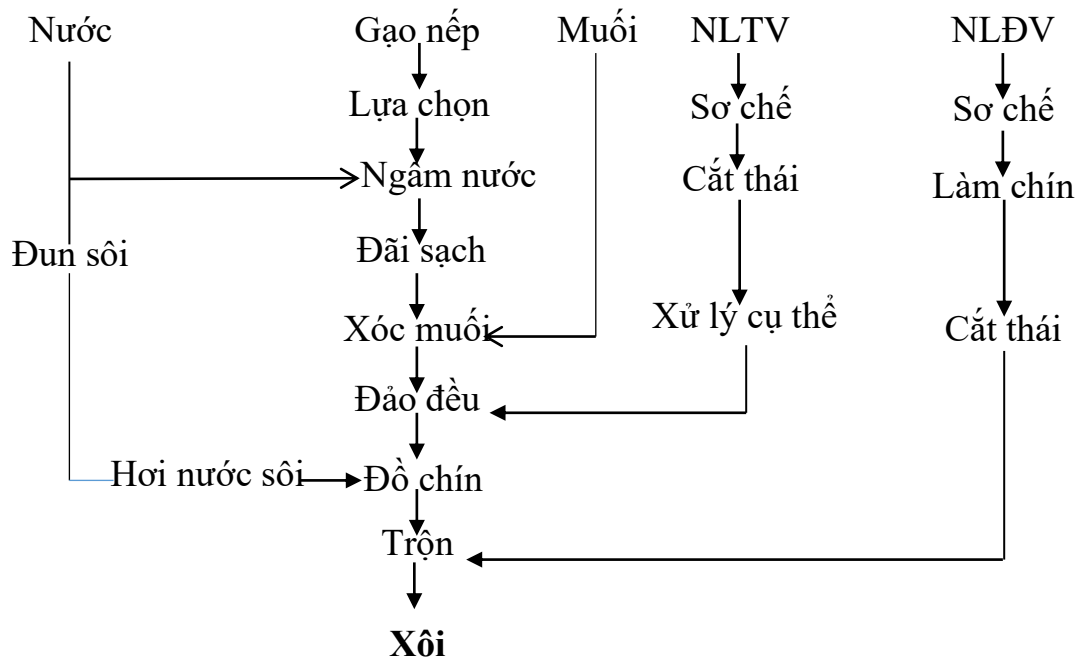 Nước Gạo nếp Muối NLTV NLĐV
Lựa chọn Sơ chế Sơ chế
Ngâm nước Cắt thái Làm chín
Đun sôi Đãi sạch
Xóc muối Xử lý cụ thể Cắt thái
Đảo đều
Hơi nước sôi Đồ chín
Trộn
Xôi